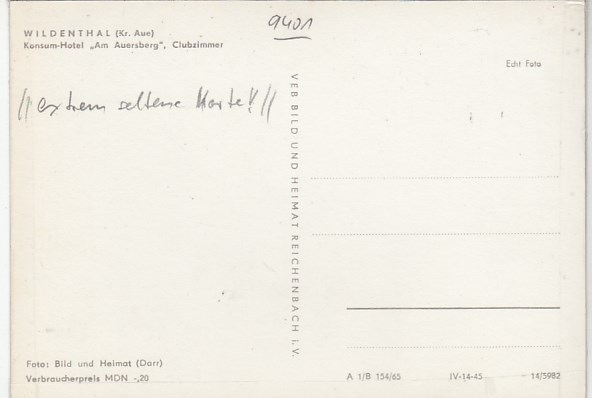 9401
WILDENTHAL (Kr. Aue)
Konsum-Hotel „Am Auersberg", Clubzimmer
Echt Foto
// extrem seltene Karte!! //
VEB BILD UND HEIMAT REICHENBACH i. V.
Foto: Bild und Heimat (Darr)
Verbraucherpreis MDN -,20
A 1/B 154/65 IV-14-45 14/5982